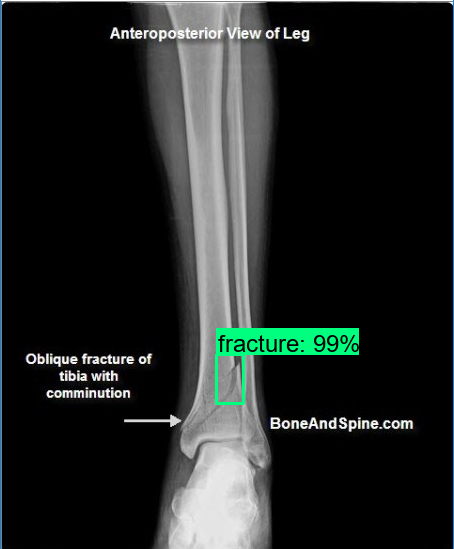 Anteroposterior View of Leg
fracture: 99%
Oblique fracture of
tibia with
comminution
BoneAndSpine.com